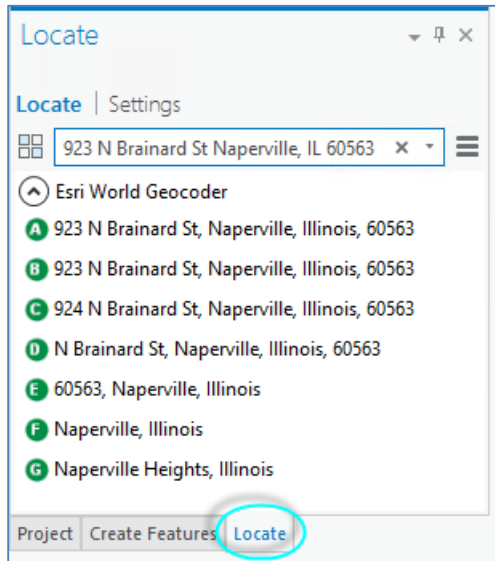 Locate
Locate | Settings
923 N Brainard St Naperville, IL 60563
Esri World Geocoder
A 923 N Brainard St, Naperville, Illinois, 60563
B 923 N Brainard St, Naperville, Illinois, 60563
C 924 N Brainard St, Naperville, Illinois, 60563
D N Brainard St, Naperville, Illinois, 60563
E 60563, Naperville, Illinois
F Naperville, Illinois
G Naperville Heights, Illinois
Project Create Features Locate